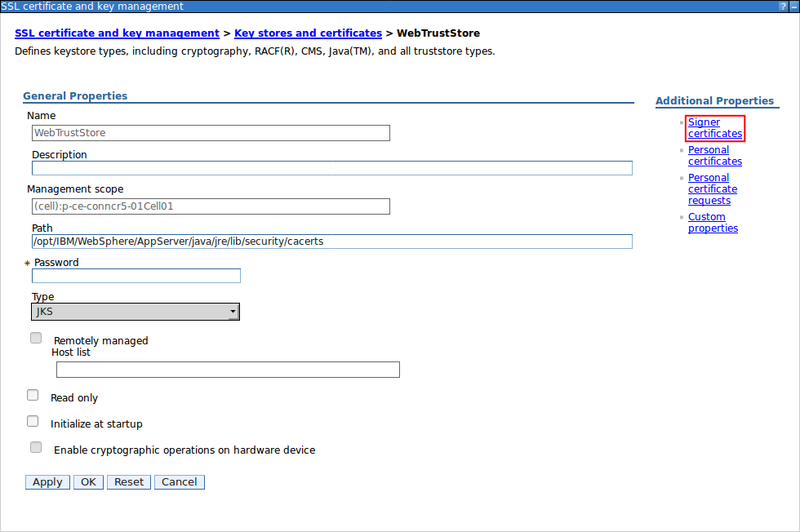 SSL certificate and key management ? –
SSL certificate and key management > Key stores and certificates > WebTrustStore
Defines keystore types, including cryptography, RACF(R), CMS, Java(TM), and all truststore types.
General Properties
Name
WebTrustStore
Description
Management scope
(cell):p-ce-conncr5-01Cell01
Path
/opt/IBM/WebSphere/AppServer/java/jre/lib/security/cacerts
* Password
Type
JKS
Remotely managed
Host list
Read only
Initialize at startup
Enable cryptographic operations on hardware device
Apply OK Reset Cancel
Additional Properties
Signer
certificates
Personal
certificates
Personal
certificate
requests
Custom
properties